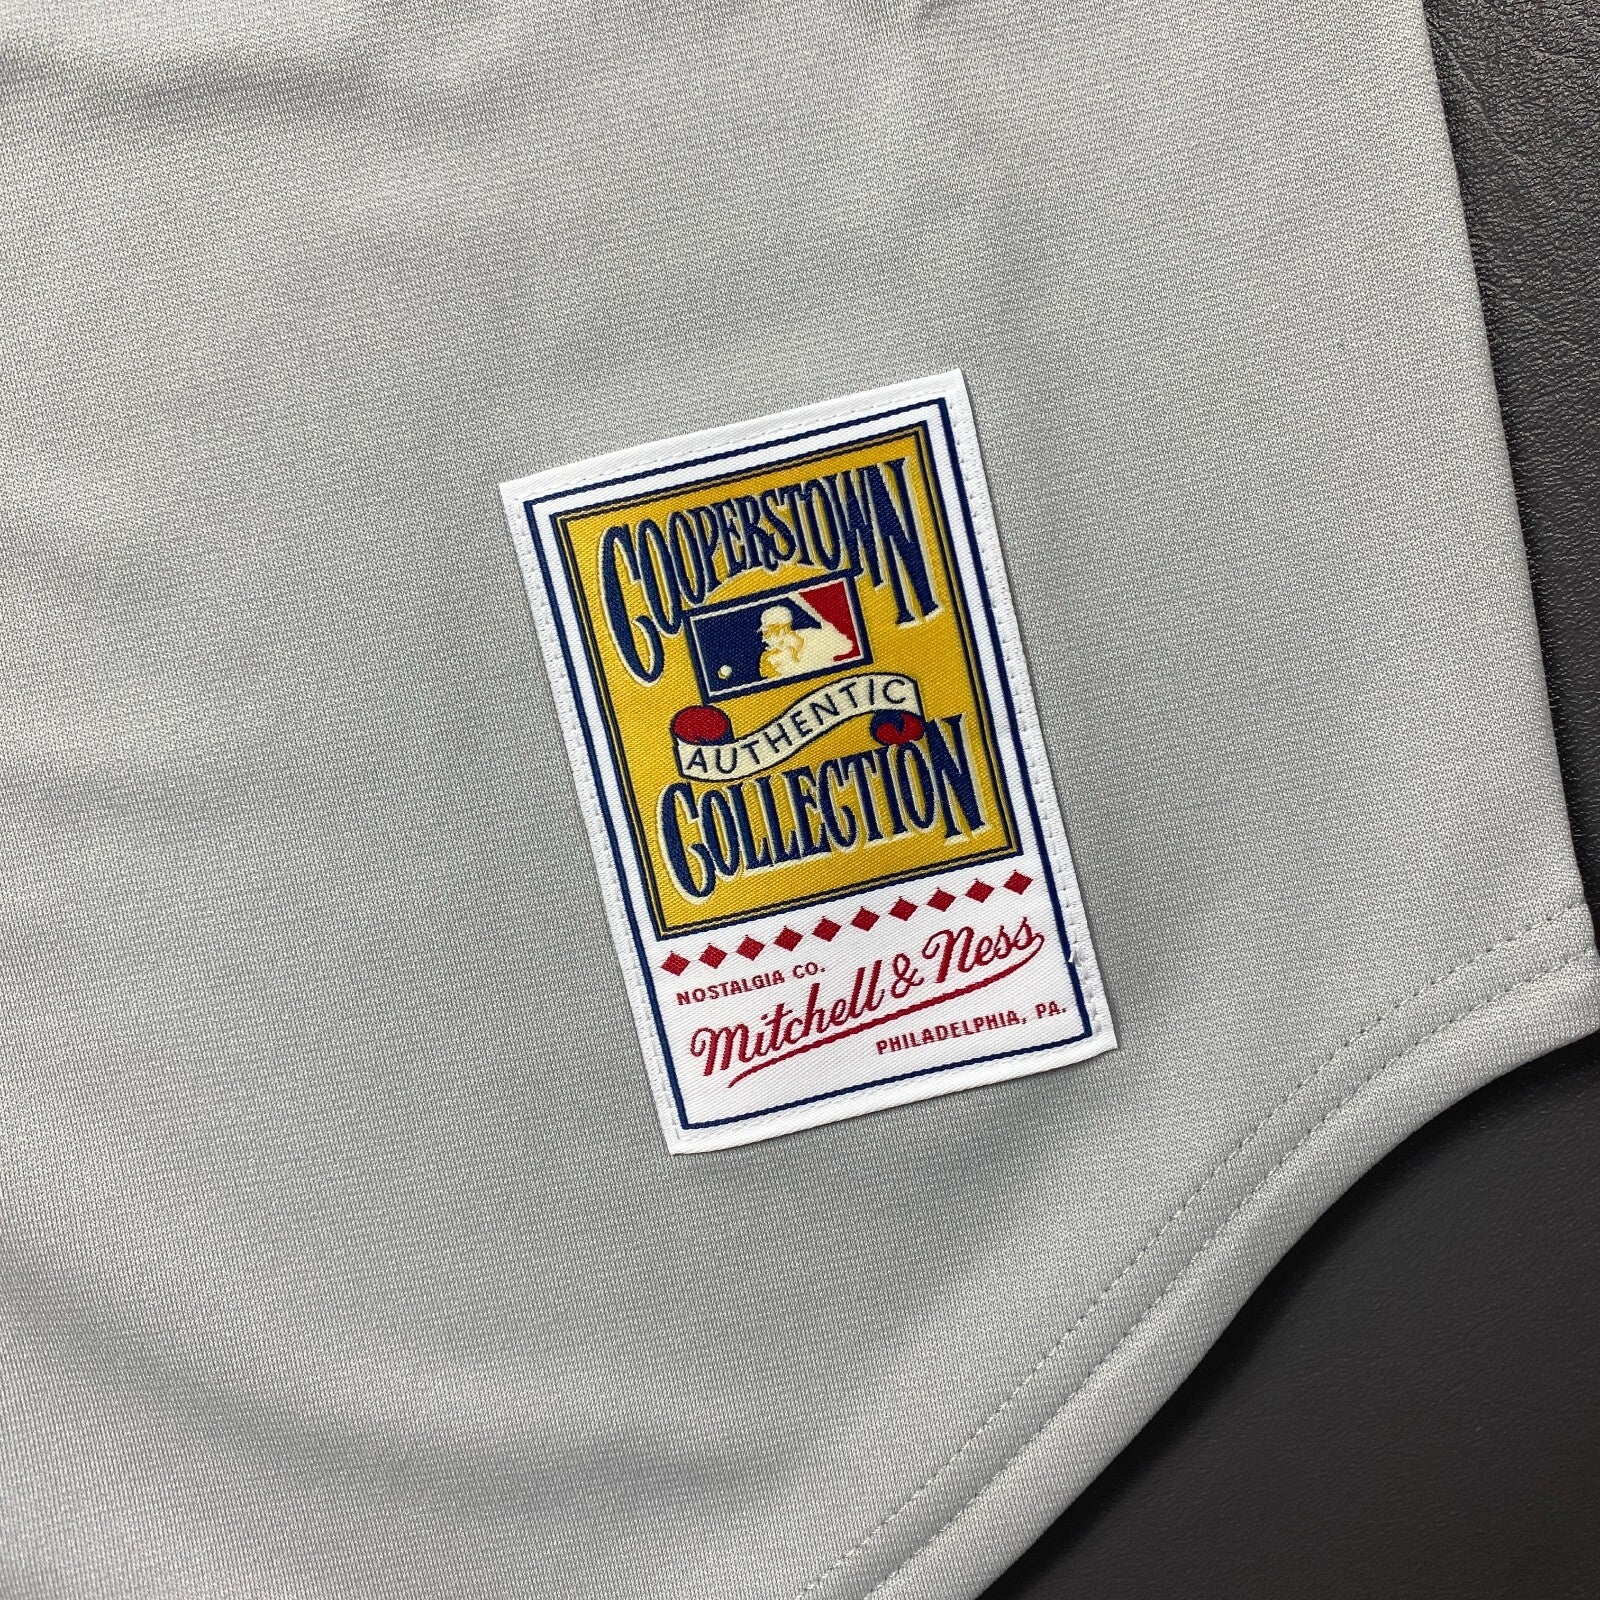 COOPERSTOWN
AUTHENTIC
COLLECTION
NOSTALGIA CO.
Mitchell & Ness
PHILADELPHIA, PA.